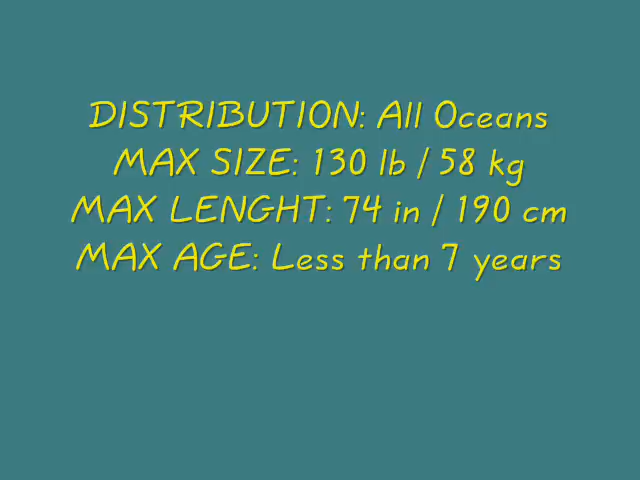 DISTRIBUTION: All Oceans
MAX SIZE: 130 lb / 58 kg
MAX LENGHT: 74 in / 190 cm
MAX AGE: Less than 7 years